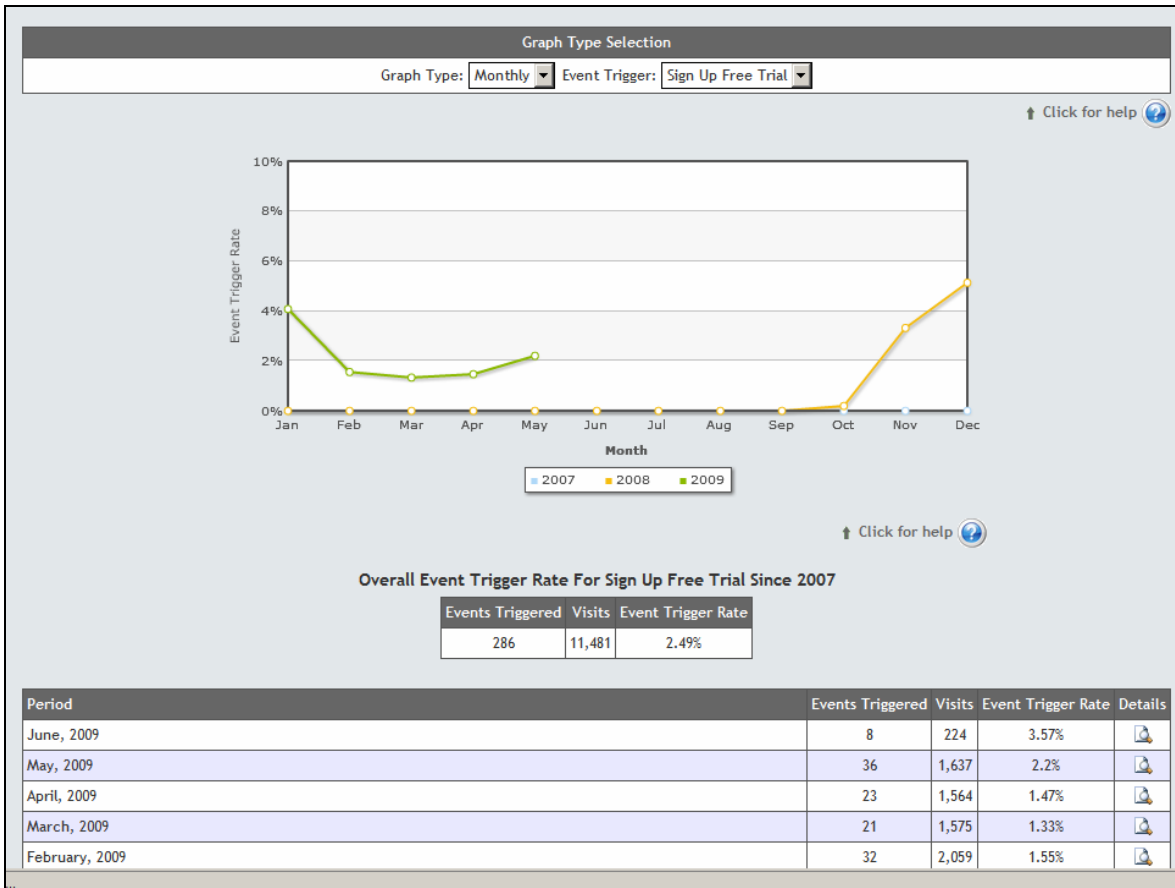 Graph Type Selection
Graph Type: Monthly Event Trigger: Sign Up Free Trial
Click for help
10%
8%
6%
4%
2%
0%
Event Trigger Rate
Jan Feb Mar Apr May Jun Jul Aug Sep Oct Nov Dec
Month
2007 2008 2009
Click for help
Overall Event Trigger Rate For Sign Up Free Trial Since 2007
Events Triggered Visits Event Trigger Rate
286 11,481 2.49%
Period Events Triggered Visits Event Trigger Rate Details
June, 2009 8 224 3.57%
May, 2009 36 1,637 2.2%
April, 2009 23 1,564 1.47%
March, 2009 21 1,575 1.33%
February, 2009 32 2,059 1.55%